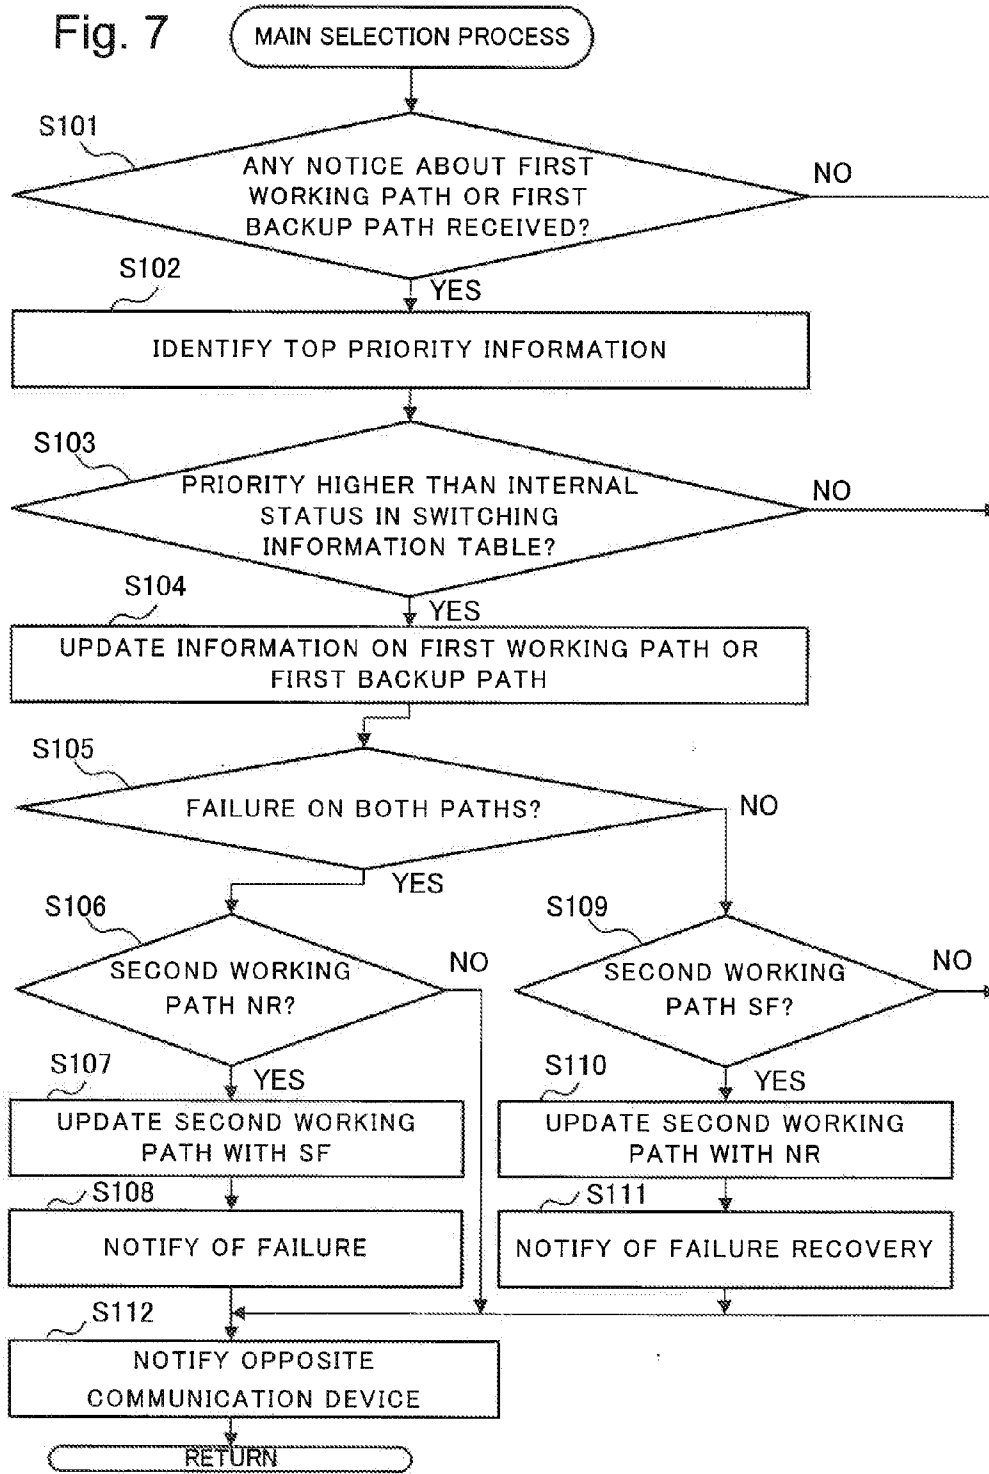 Fig. 7
MAIN SELECTION PROCESS
S101
ANY NOTICE ABOUT FIRST
WORKING PATH OR FIRST
BACKUP PATH RECEIVED?
NO
S102
YES
IDENTIFY TOP PRIORITY INFORMATION
S103
PRIORITY HIGHER THAN INTERNAL
STATUS IN SWITCHING
INFORMATION TABLE?
NO
S104
YES
UPDATE INFORMATION ON FIRST WORKING PATH OR
FIRST BACKUP PATH
S105
FAILURE ON BOTH PATHS?
NO
YES
S106
SECOND WORKING
PATH NR?
NO
S109
SECOND WORKING
PATH SF?
NO
S107
YES
UPDATE SECOND WORKING
PATH WITH SF
S110
YES
UPDATE SECOND WORKING
PATH WITH NR
S108
NOTIFY OF FAILURE
S111
NOTIFY OF FAILURE RECOVERY
S112
NOTIFY OPPOSITE
COMMUNICATION DEVICE
RETURN